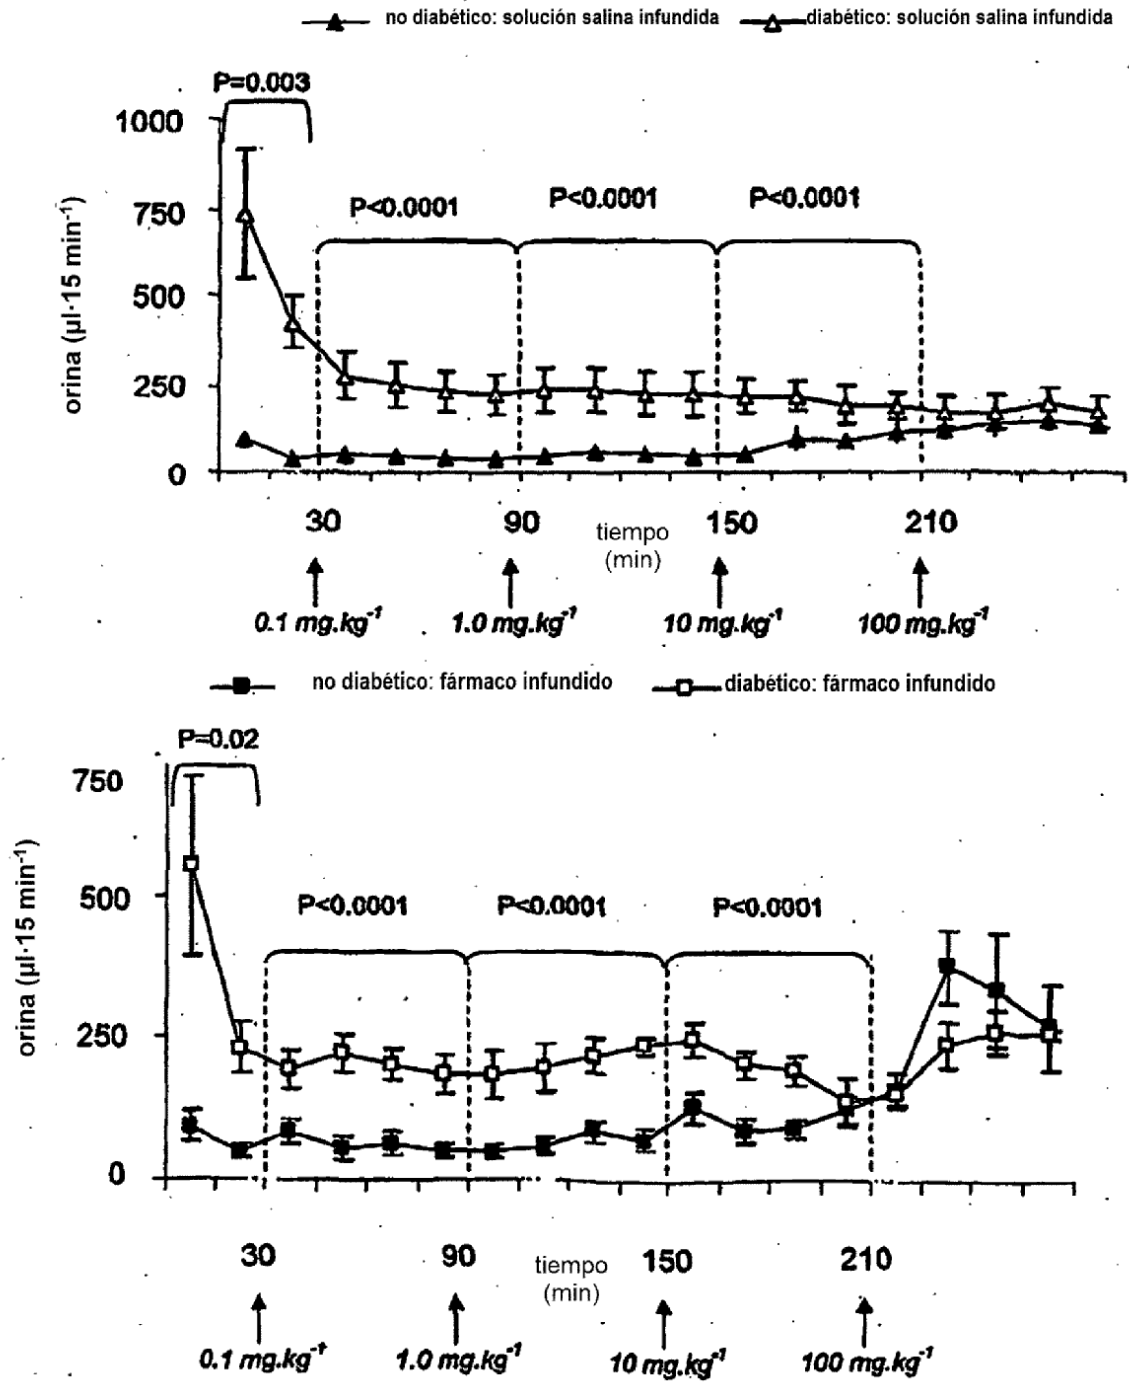 no diabético: solución salina infundida diabético: solución salina infundida
P=0.003
1000
750
500
250
0
orina (µl·15 min⁻¹)
P<0.0001 P<0.0001 P<0.0001
30 90 tiempo (min) 150 210
0.1 mg.kg⁻¹ 1.0 mg.kg⁻¹ 10 mg.kg⁻¹ 100 mg.kg⁻¹
no diabético: fármaco infundido diabético: fármaco infundido
P=0.02
750
500
250
0
orina (µl·15 min⁻¹)
P<0.0001 P<0.0001 P<0.0001
30 90 tiempo (min) 150 210
0.1 mg.kg⁻¹ 1.0 mg.kg⁻¹ 10 mg.kg⁻¹ 100 mg.kg⁻¹